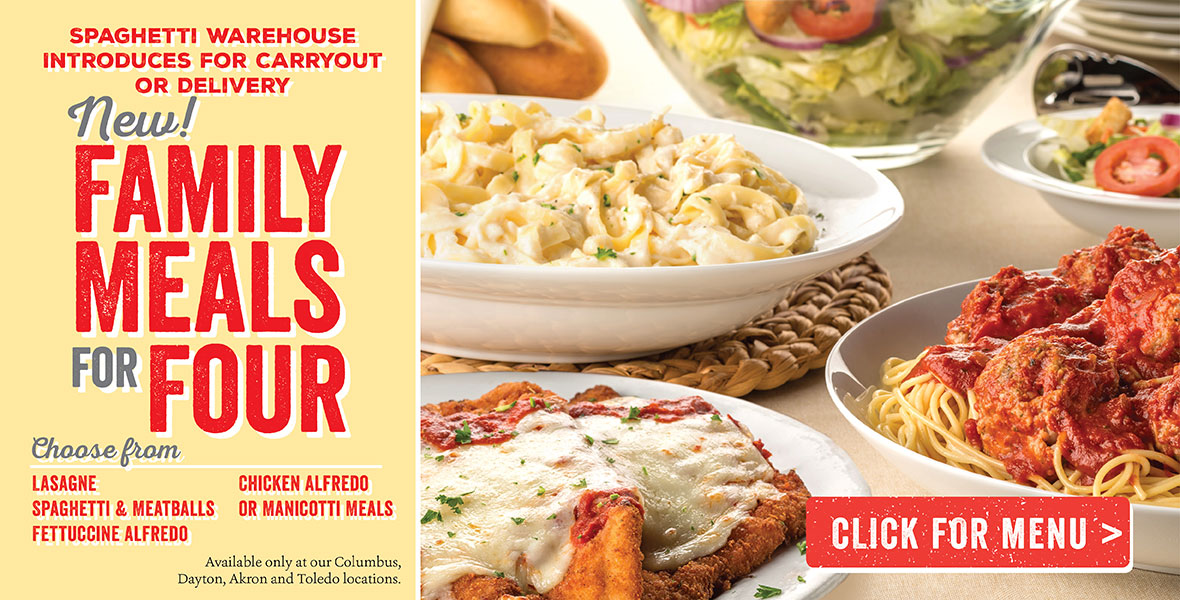 SPAGHETTI WAREHOUSE
INTRODUCES FOR CARRYOUT
OR DELIVERY
New!
FAMILY
MEALS
FOR FOUR
Choose from
LASAGNE
SPAGHETTI & MEATBALLS
FETTUCCINE ALFREDO
CHICKEN ALFREDO
OR MANICOTTI MEALS
Available only at our Columbus,
Dayton, Akron and Toledo locations.
CLICK FOR MENU >